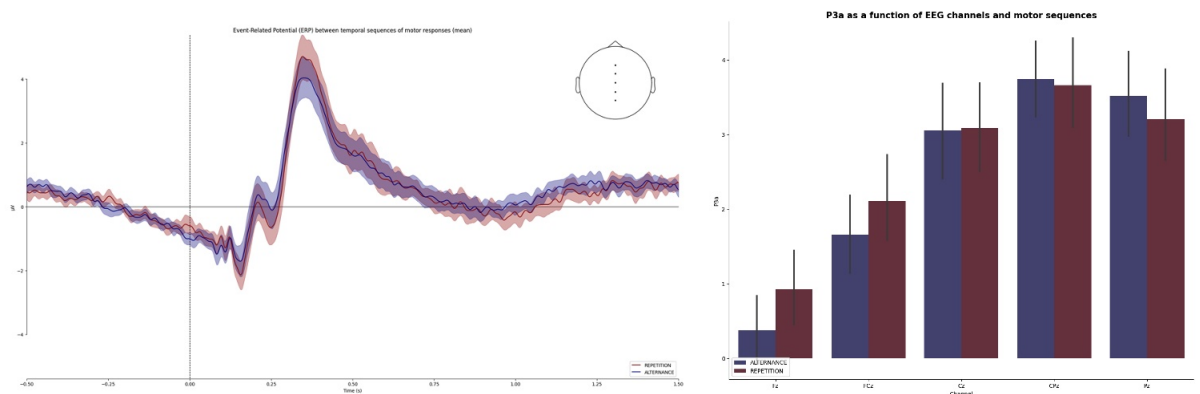 Event-Related Potential (ERP) between temporal sequences of motor responses (mean)
4
2
0
−2
−4
μV
−0.50
−0.25
0.00
0.25
0.50
0.75
1.00
1.25
1.50
Time (s)
REPETITION
ALTERNANCE
P3a as a function of EEG channels and motor sequences
4
3
2
1
0
P3a
ALTERNANCE
REPETITION
Fz
FCz
Cz
CPz
Pz
Channel